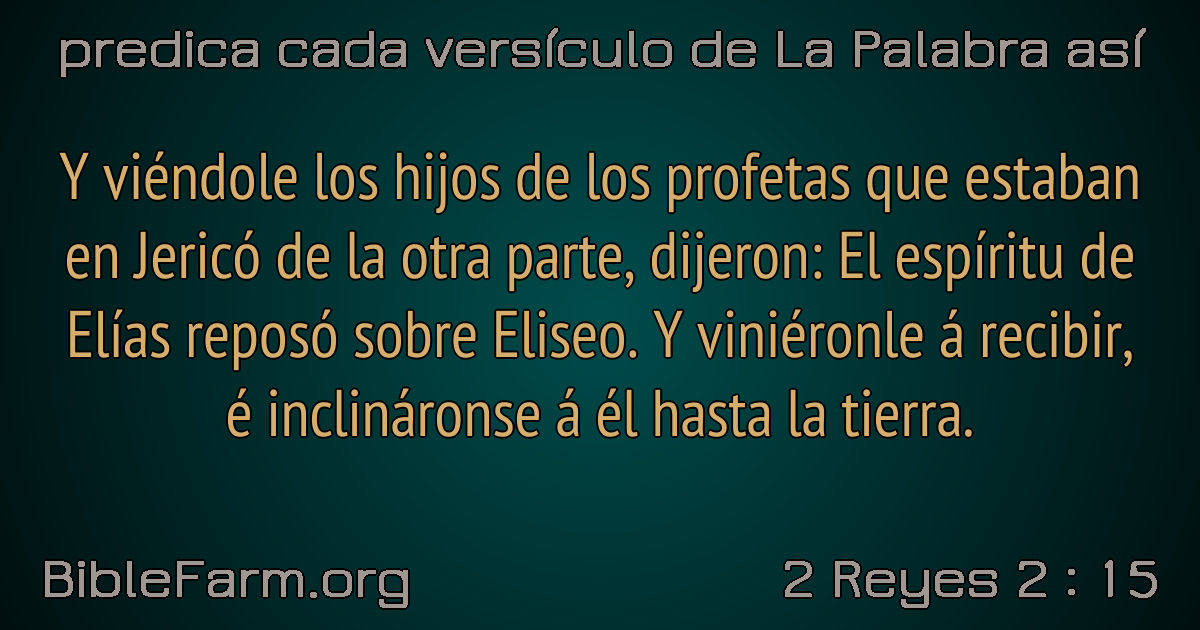 predica cada versículo de La Palabra así
Y viéndole los hijos de los profetas que estaban
en Jericó de la otra parte, dijeron: El espíritu de
Elías reposó sobre Eliseo. Y viniéronle á recibir,
é inclináronse á él hasta la tierra.
BibleFarm.org
2 Reyes 2 : 15